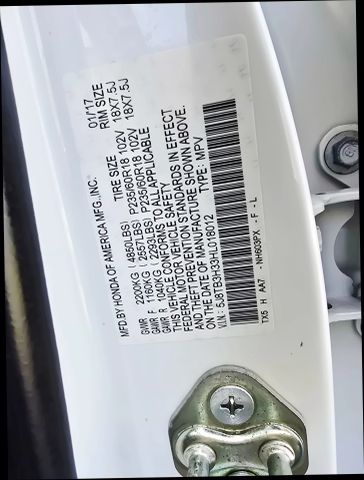 MFD.BY HONDA OF AMERICA MFG.,INC. 01/'17
TIRE SIZE RIM SIZE
GVWR 2200KG (4850LBS) P235/60R18 102V 18X7.5J
GAWR F 1160KG (2557LBS) P235/60R18 102V 18X7.5J
GAWR R 1040KG (2293LBS)
THIS VEHICLE CONFORMS TO ALL APPLICABLE
FEDERAL MOTOR VEHICLE SAFETY
AND THEFT PREVENTION STANDARDS IN EFFECT
ON THE DATE OF MANUFACTURE SHOWN ABOVE.
V.I.N.: 5J8TB3H33HL018012 TYPE: MPV
TX5 H AA7 - NH603PX - F - L